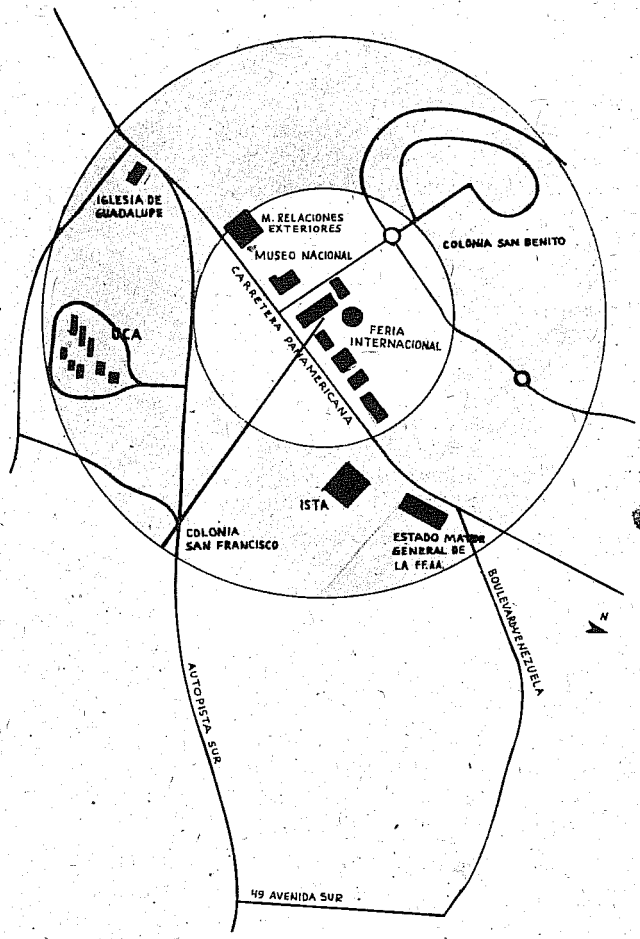 IGLESIA DE
GUADALUPE
M. RELACIONES
EXTERIORES
MUSEO NACIONAL
COLONIA SAN BENITO
CARRETERA PANAMERICANA
FERIA
INTERNACIONAL
UCA
ISTA
COLONIA
SAN FRANCISCO
ESTADO MAYOR
GENERAL DE
LA FF.AA.
BOULEVARD VENEZUELA
N
AUTOPISTA SUR
49 AVENIDA SUR